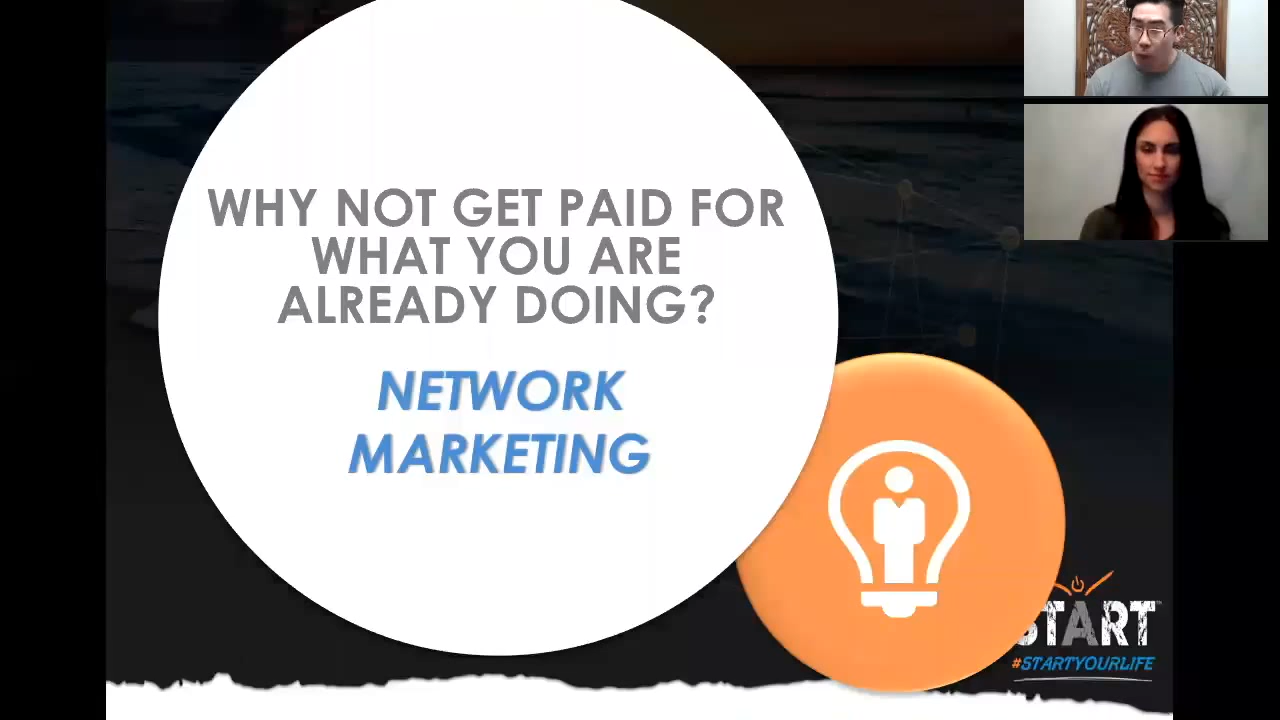 WHY NOT GET PAID FOR
WHAT YOU ARE
ALREADY DOING?
NETWORK
MARKETING
START
#STARTYOURLIFE